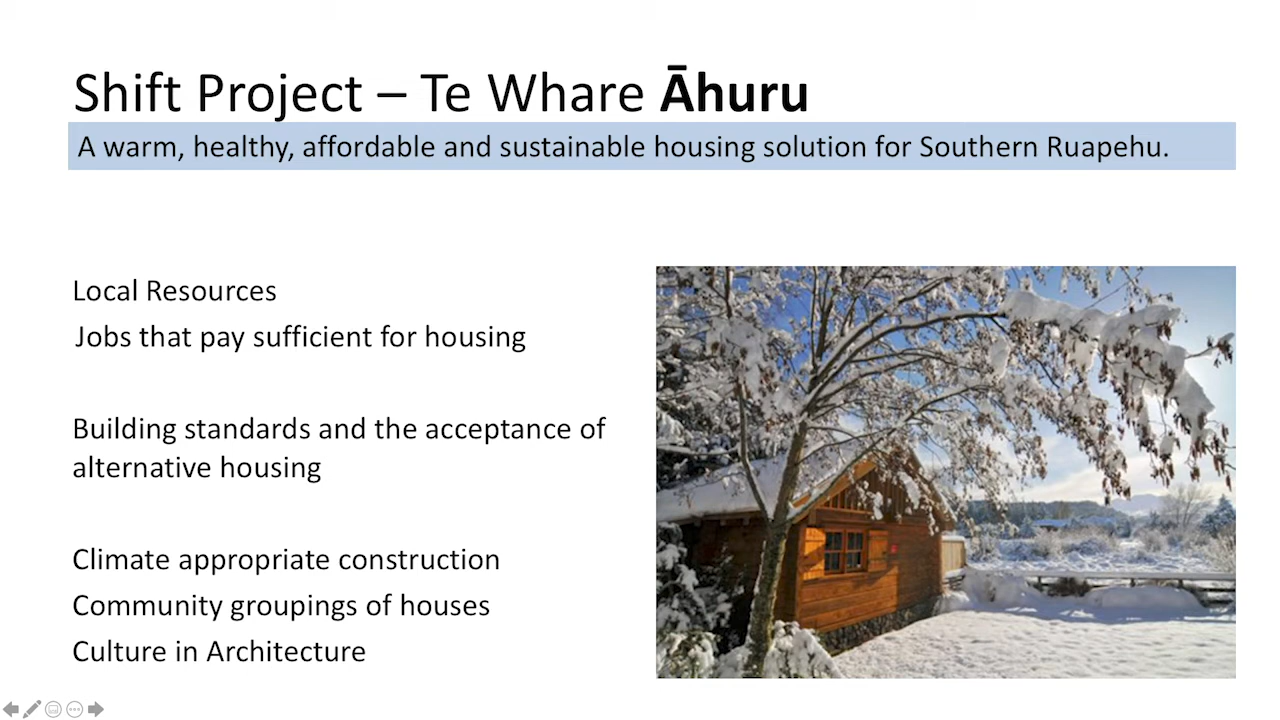 Shift Project – Te Whare Āhuru
A warm, healthy, affordable and sustainable housing solution for Southern Ruapehu.
Local Resources
Jobs that pay sufficient for housing
Building standards and the acceptance of
alternative housing
Climate appropriate construction
Community groupings of houses
Culture in Architecture